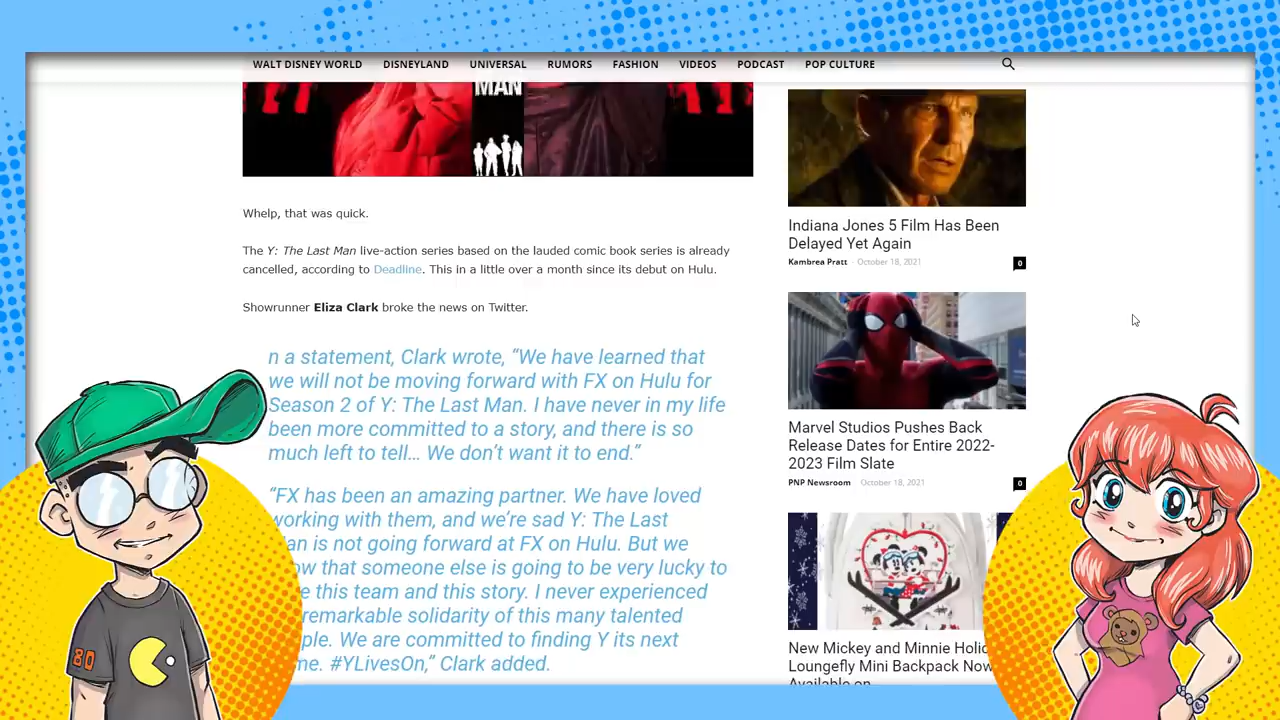 WALT DISNEY WORLD DISNEYLAND UNIVERSAL RUMORS FASHION VIDEOS PODCAST POP CULTURE
MAN
Whelp, that was quick.
The Y: The Last Man live-action series based on the lauded comic book series is already
cancelled, according to Deadline. This in a little over a month since its debut on Hulu.
Showrunner Eliza Clark broke the news on Twitter.
n a statement, Clark wrote, “We have learned that
we will not be moving forward with FX on Hulu for
Season 2 of Y: The Last Man. I have never in my life
been more committed to a story, and there is so
much left to tell… We don’t want it to end.”
“FX has been an amazing partner. We have loved
working with them, and we’re sad Y: The Last
an is not going forward at FX on Hulu. But we
ow that someone else is going to be very lucky to
e this team and this story. I never experienced
remarkable solidarity of this many talented
ple. We are committed to finding Y its next
me. #YLivesOn,” Clark added.
Indiana Jones 5 Film Has Been
Delayed Yet Again
Kambrea Pratt - October 18, 2021 0
Marvel Studios Pushes Back
Release Dates for Entire 2022-
2023 Film Slate
PNP Newsroom - October 18, 2021 0
New Mickey and Minnie Holid
Loungefly Mini Backpack Now
Available on
80